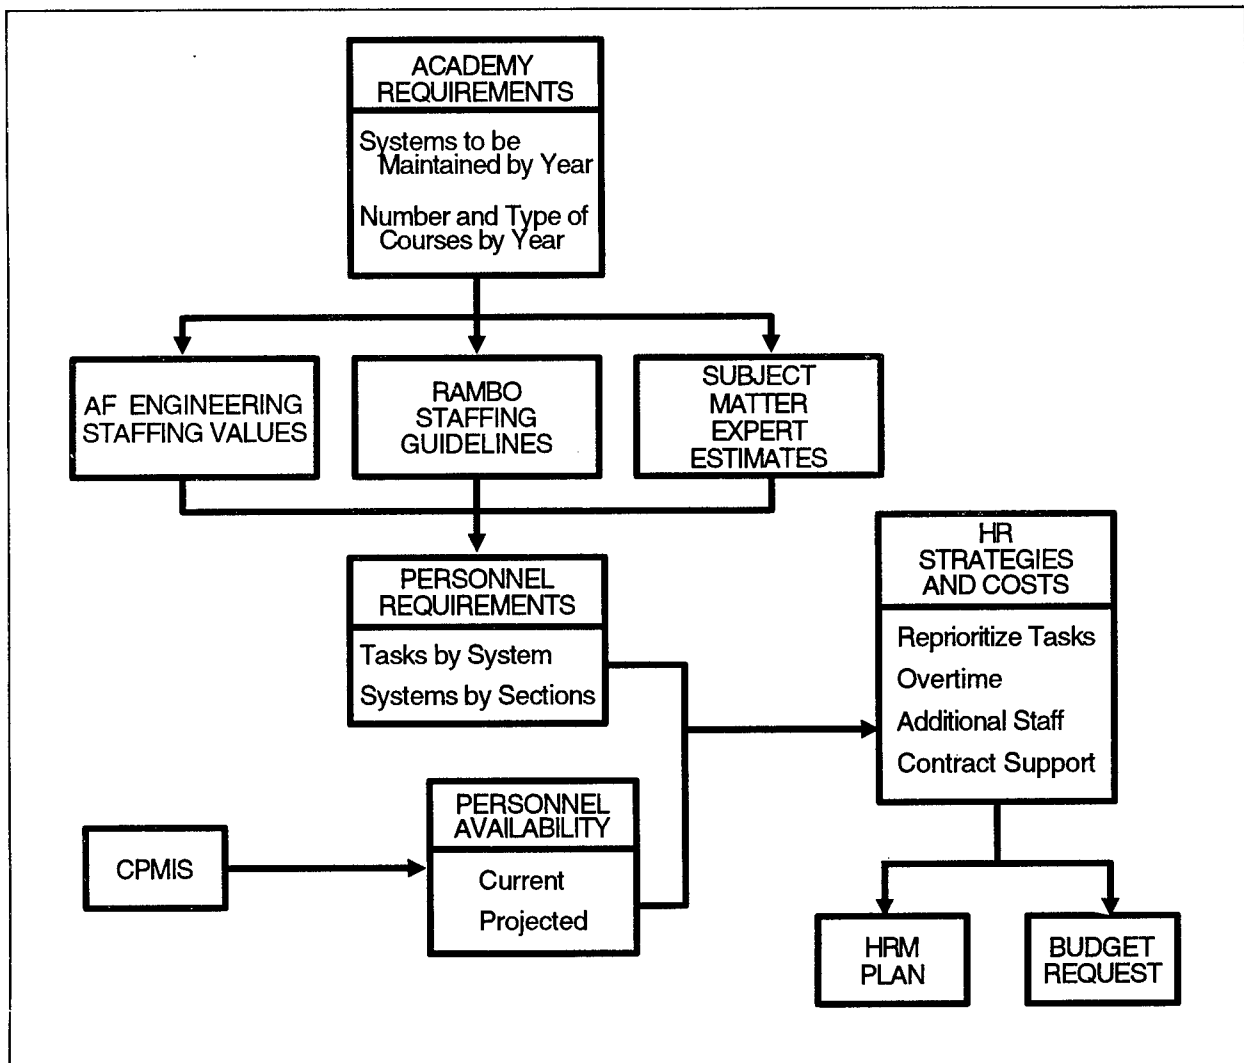 ACADEMY
REQUIREMENTS
Systems to be
Maintained by Year
Number and Type of
Courses by Year
AF ENGINEERING
STAFFING VALUES
RAMBO
STAFFING
GUIDELINES
SUBJECT
MATTER
EXPERT
ESTIMATES
PERSONNEL
REQUIREMENTS
Tasks by System
Systems by Sections
HR
STRATEGIES
AND COSTS
Reprioritize Tasks
Overtime
Additional Staff
Contract Support
CPMIS
PERSONNEL
AVAILABILITY
Current
Projected
HRM
PLAN
BUDGET
REQUEST